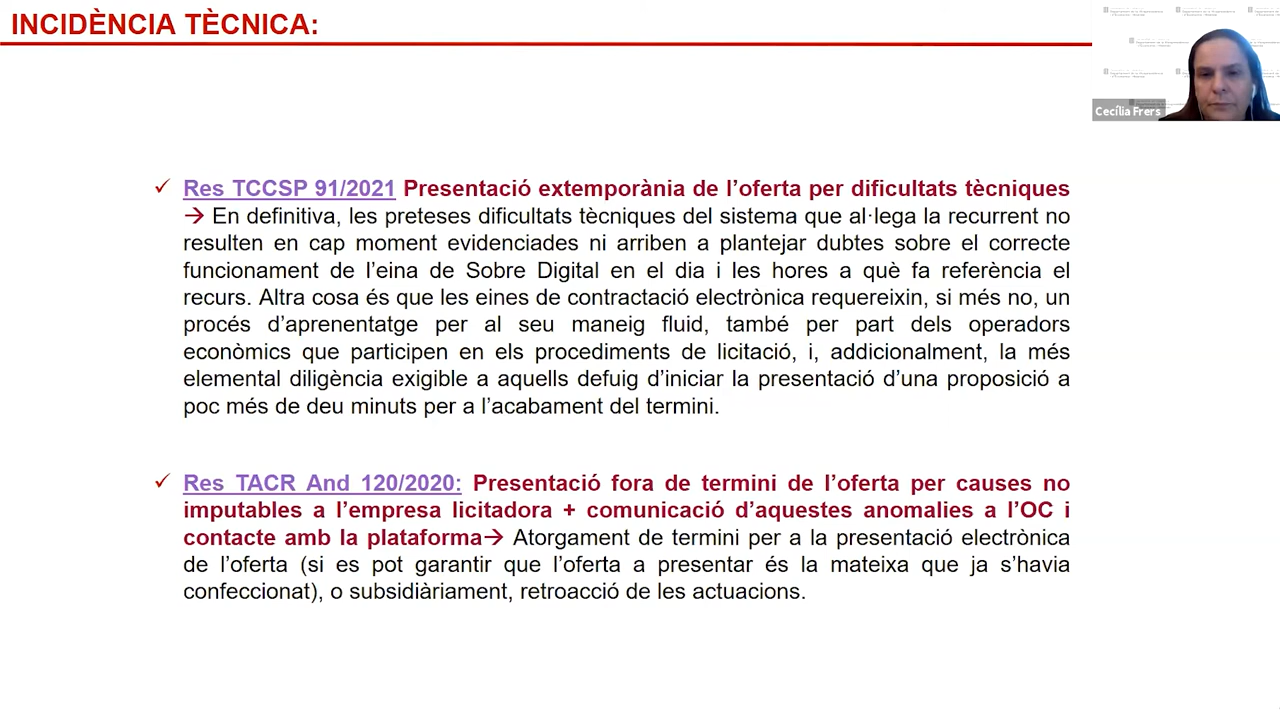 INCIDÈNCIA TÈCNICA:
Cecília Frers
✓ Res TCCSP 91/2021 Presentació extemporània de l’oferta per dificultats tècniques
→ En definitiva, les preteses dificultats tècniques del sistema que al·lega la recurrent no
resulten en cap moment evidenciades ni arriben a plantejar dubtes sobre el correcte
funcionament de l’eina de Sobre Digital en el dia i les hores a què fa referència el
recurs. Altra cosa és que les eines de contractació electrònica requereixin, si més no, un
procés d’aprenentatge per al seu maneig fluid, també per part dels operadors
econòmics que participen en els procediments de licitació, i, addicionalment, la més
elemental diligència exigible a aquells defuig d’iniciar la presentació d’una proposició a
poc més de deu minuts per a l’acabament del termini.
✓ Res TACR And 120/2020: Presentació fora de termini de l’oferta per causes no
imputables a l’empresa licitadora + comunicació d’aquestes anomalies a l’OC i
contacte amb la plataforma→ Atorgament de termini per a la presentació electrònica
de l’oferta (si es pot garantir que l’oferta a presentar és la mateixa que ja s’havia
confeccionat), o subsidiàriament, retroacció de les actuacions.